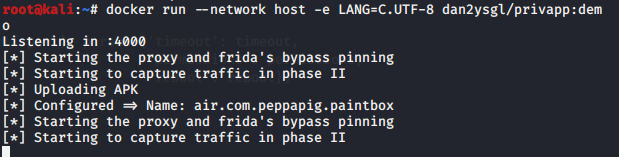 root@kali:~# docker run --network host -e LANG=C.UTF-8 dan2ysgl/privapp:dem
o
Listening in :4000
[*] Starting the proxy and frida's bypass pinning
[*] Starting to capture traffic in phase II
[*] Uploading APK
[*] Configured ⇒ Name: air.com.peppapig.paintbox
[*] Starting the proxy and frida's bypass pinning
[*] Starting to capture traffic in phase II